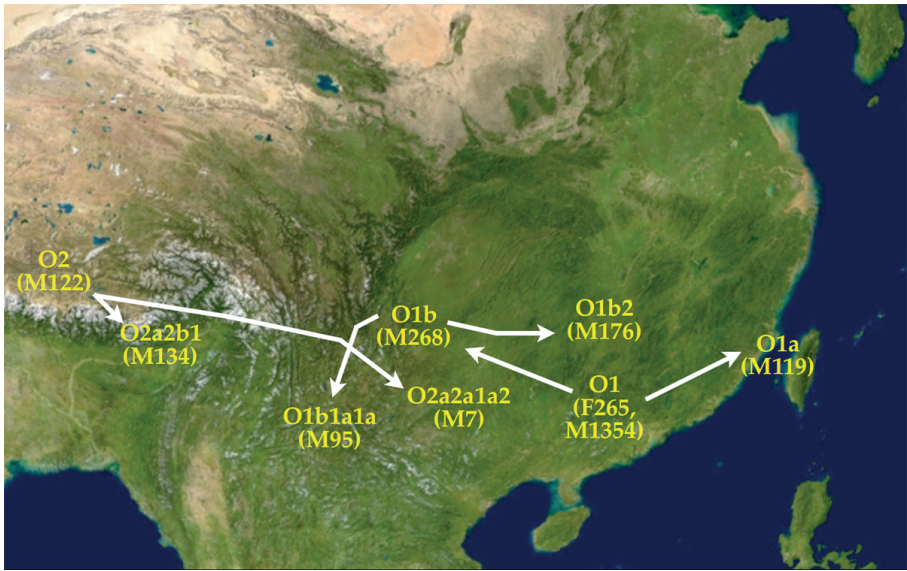 O2
(M122)
O2a2b1
(M134)
O1b
(M268)
O1b2
(M176)
O1a
(M119)
O1b1a1a
(M95)
O2a2a1a2
(M7)
O1
(F265,
M1354)